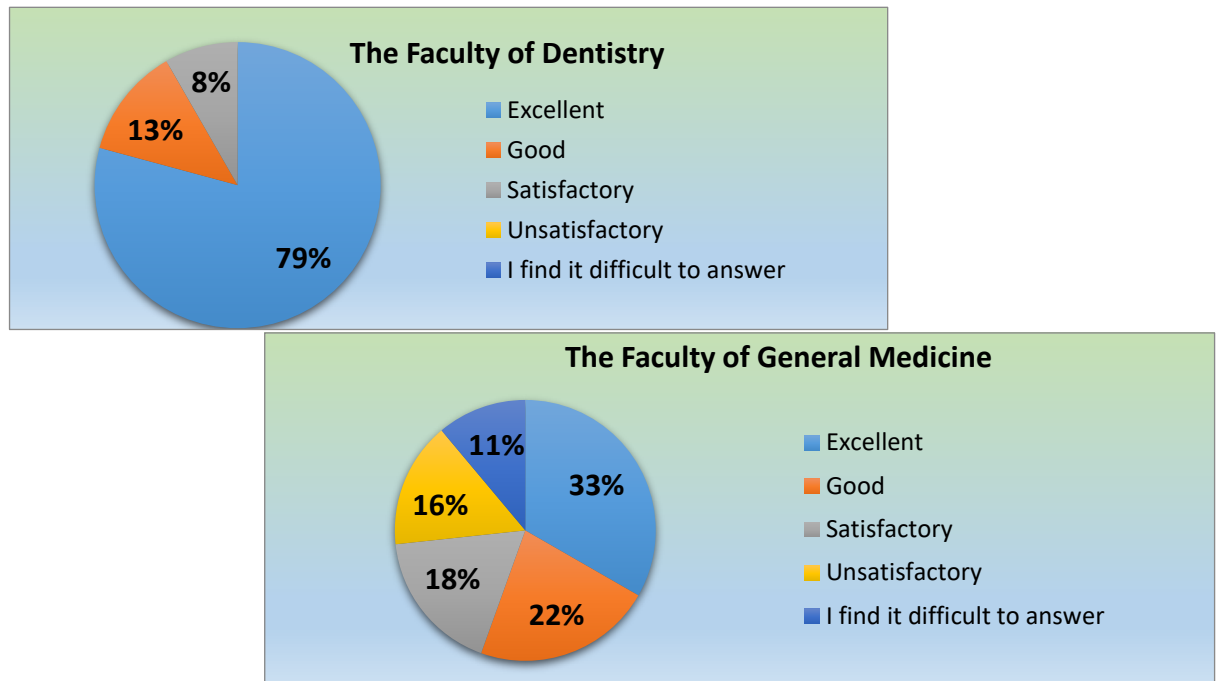 The Faculty of Dentistry
8%
13%
79%
Excellent
Good
Satisfactory
Unsatisfactory
I find it difficult to answer
The Faculty of General Medicine
11%
33%
16%
18%
22%
Excellent
Good
Satisfactory
Unsatisfactory
I find it difficult to answer